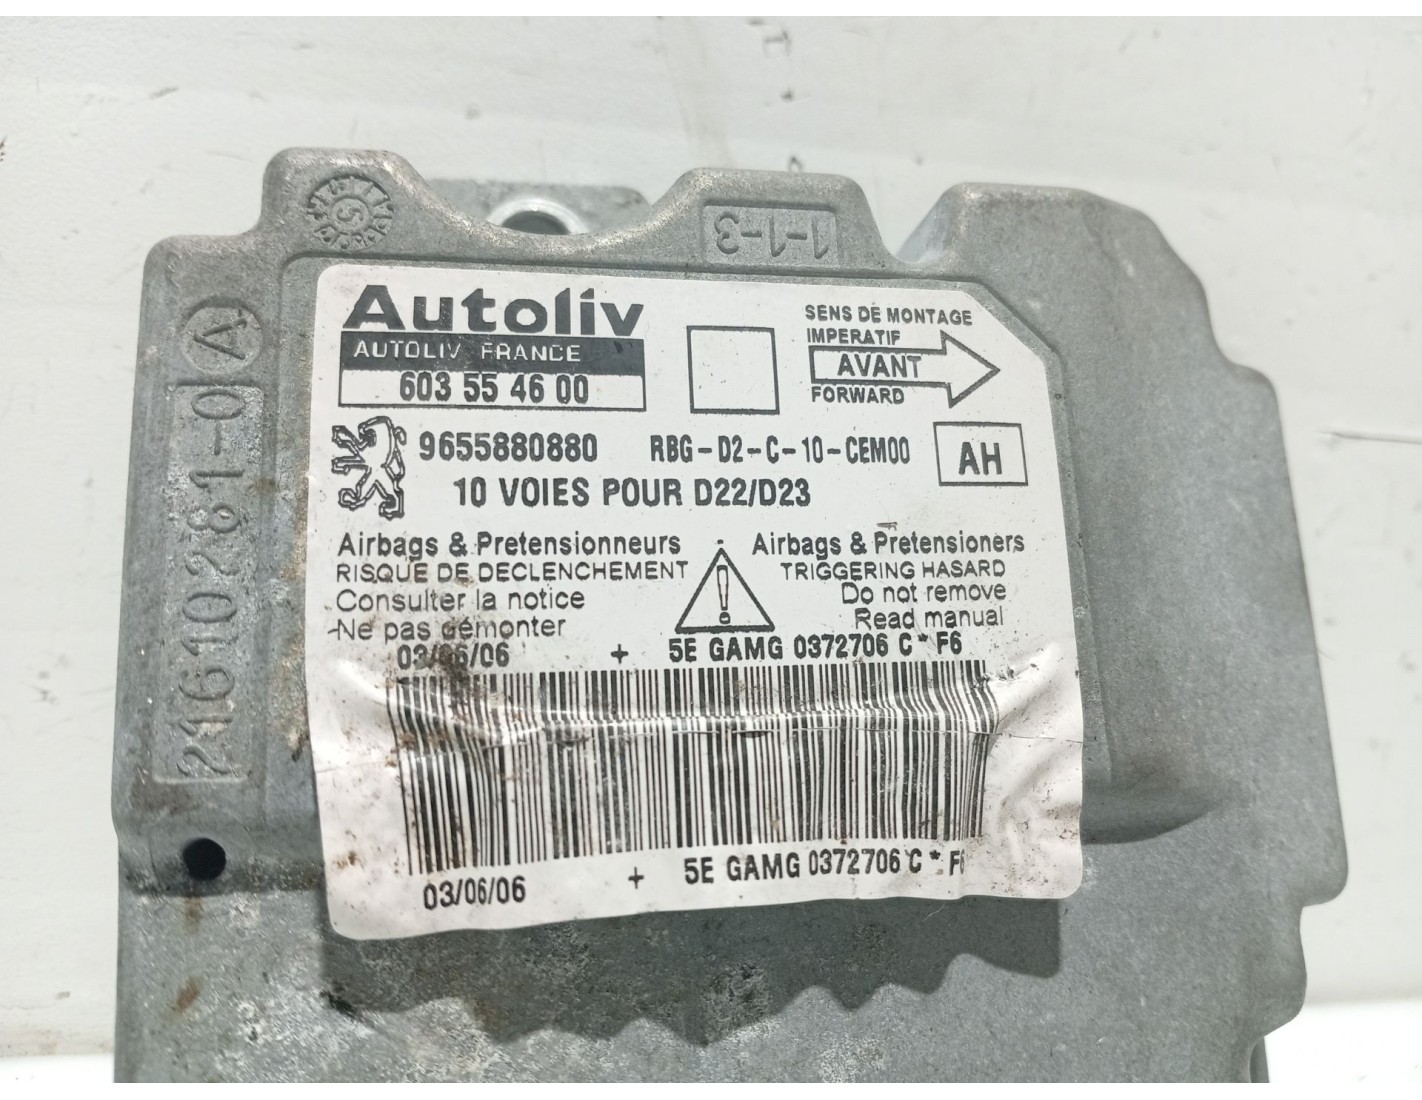 1-1-3
5
A
21610281-0
Autoliv
AUTOLIV FRANCE
603 55 46 00
SENS DE MONTAGE
IMPERATIF
AVANT
FORWARD
9655880880 RBG-D2-C-10-CEM00 AH
10 VOIES POUR D22/D23
Airbags & Pretensionneurs
RISQUE DE DECLENCHEMENT
Consulter la notice
-Ne pas démonter
!
Airbags & Pretensioners
TRIGGERING HASARD
Do not remove
Read manual
03/06/06 + 5E GAMG 0372706 C * F6
03/06/06 + 5E GAMG 0372706 C * F6